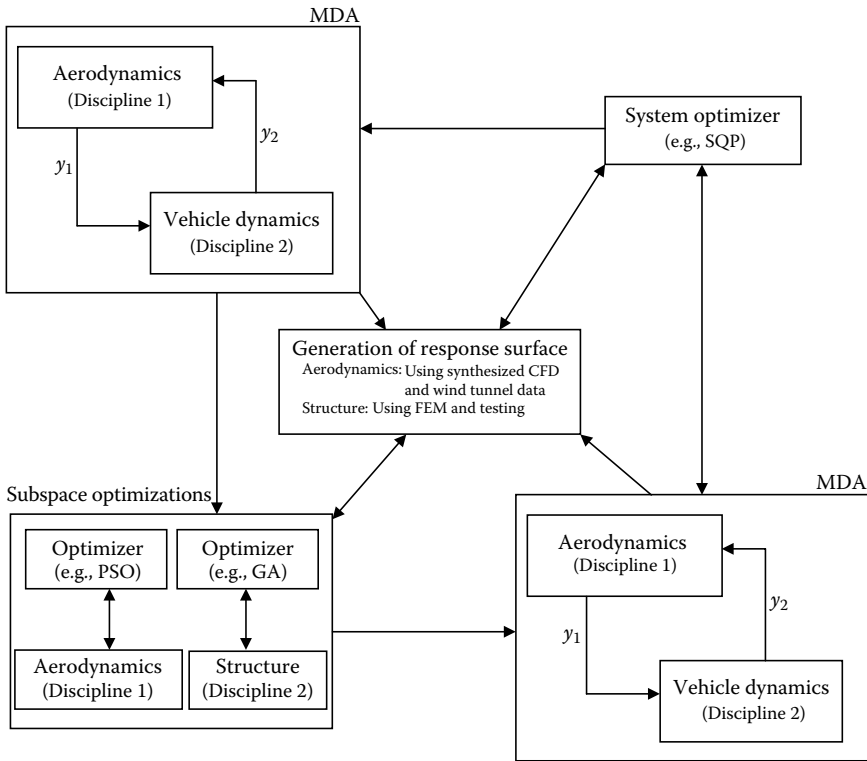 MDA
Aerodynamics
(Discipline 1)
y₂
y₁
Vehicle dynamics
(Discipline 2)
System optimizer
(e.g., SQP)
Generation of response surface
Aerodynamics: Using synthesized CFD
and wind tunnel data
Structure: Using FEM and testing
Subspace optimizations
Optimizer
(e.g., PSO)
Optimizer
(e.g., GA)
Aerodynamics
(Discipline 1)
Structure
(Discipline 2)
MDA
Aerodynamics
(Discipline 1)
y₂
y₁
Vehicle dynamics
(Discipline 2)